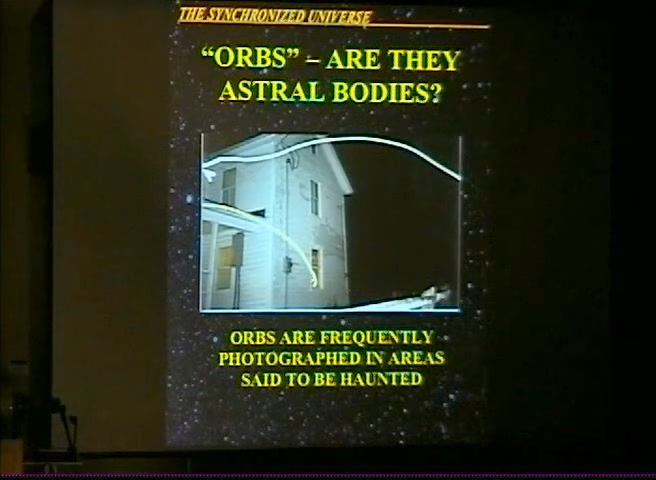 THE SYNCHRONIZED UNIVERSE
“ORBS” – ARE THEY
ASTRAL BODIES?
ORBS ARE FREQUENTLY
PHOTOGRAPHED IN AREAS
SAID TO BE HAUNTED